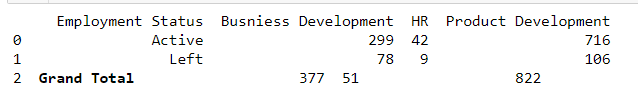 Employment Status Busniess Development HR Product Development
0 Active 299 42 716
1 Left 78 9 106
2 Grand Total 377 51 822